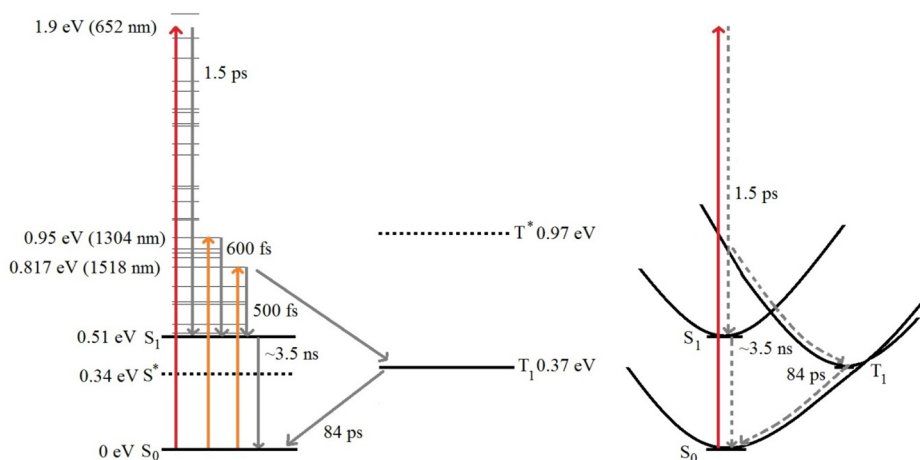 1.9 eV (652 nm)
1.5 ps
0.95 eV (1304 nm)
600 fs
0.817 eV (1518 nm)
500 fs
0.51 eV S1
~3.5 ns
0.34 eV S*
84 ps
0 eV S0
T* 0.97 eV
T1 0.37 eV
1.5 ps
S1
~3.5 ns
84 ps
T1
S0